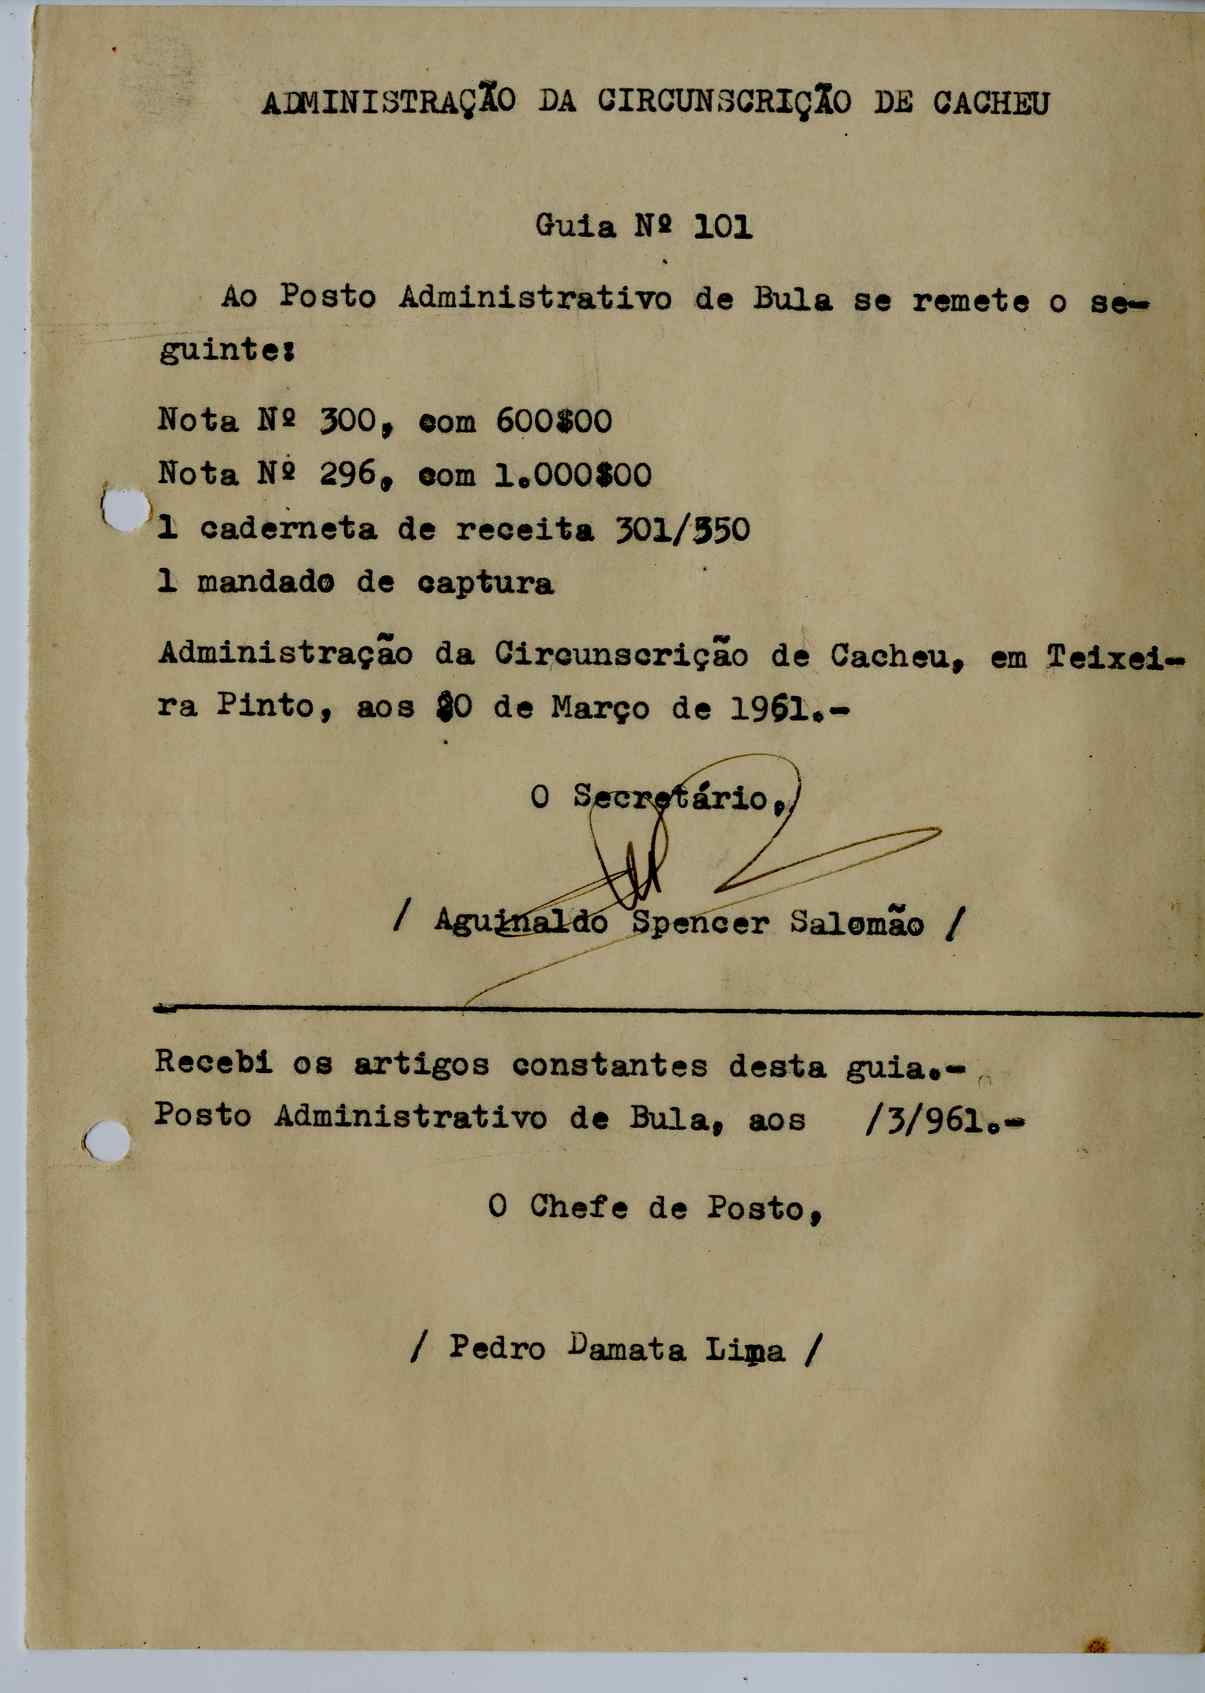 ADMINISTRAÇÃO DA CIRCUNSCRIÇÃO DE CACHEU
Guia Nº 101
Ao Posto Administrativo de Bula se remete o se-
guinte:
Nota Nº 300, com 600$00
Nota Nº 296, com 1.000$00
1 caderneta de receita 301/350
1 mandado de captura
Administração da Circunscrição de Cacheu, em Teixei-
ra Pinto, aos de Março de 1961.-
O Secretário,
/ Aguinaldo Spencer Salomão /
Recebi os artigos constantes desta guia.-
Posto Administrativo de Bula, aos /3/961.-
O Chefe de Posto,
/ Pedro Damata Lima /